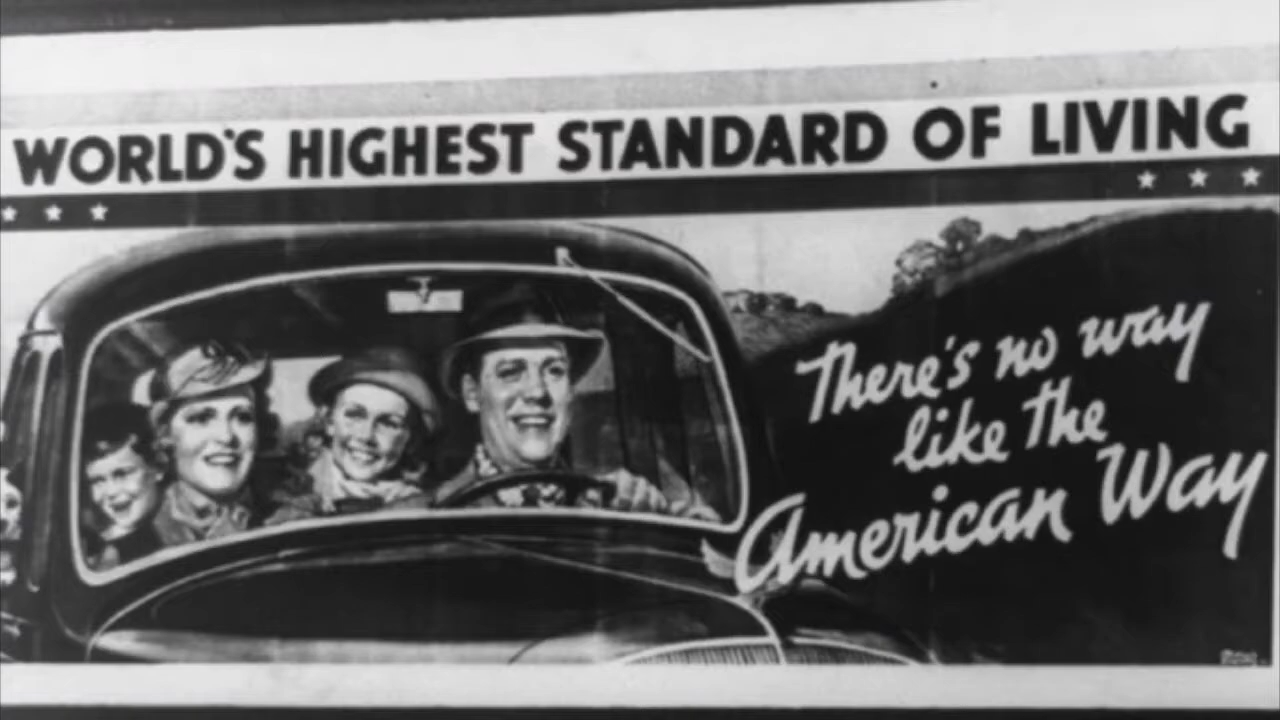 WORLD'S HIGHEST STANDARD OF LIVING
There's no way
like the
American Way